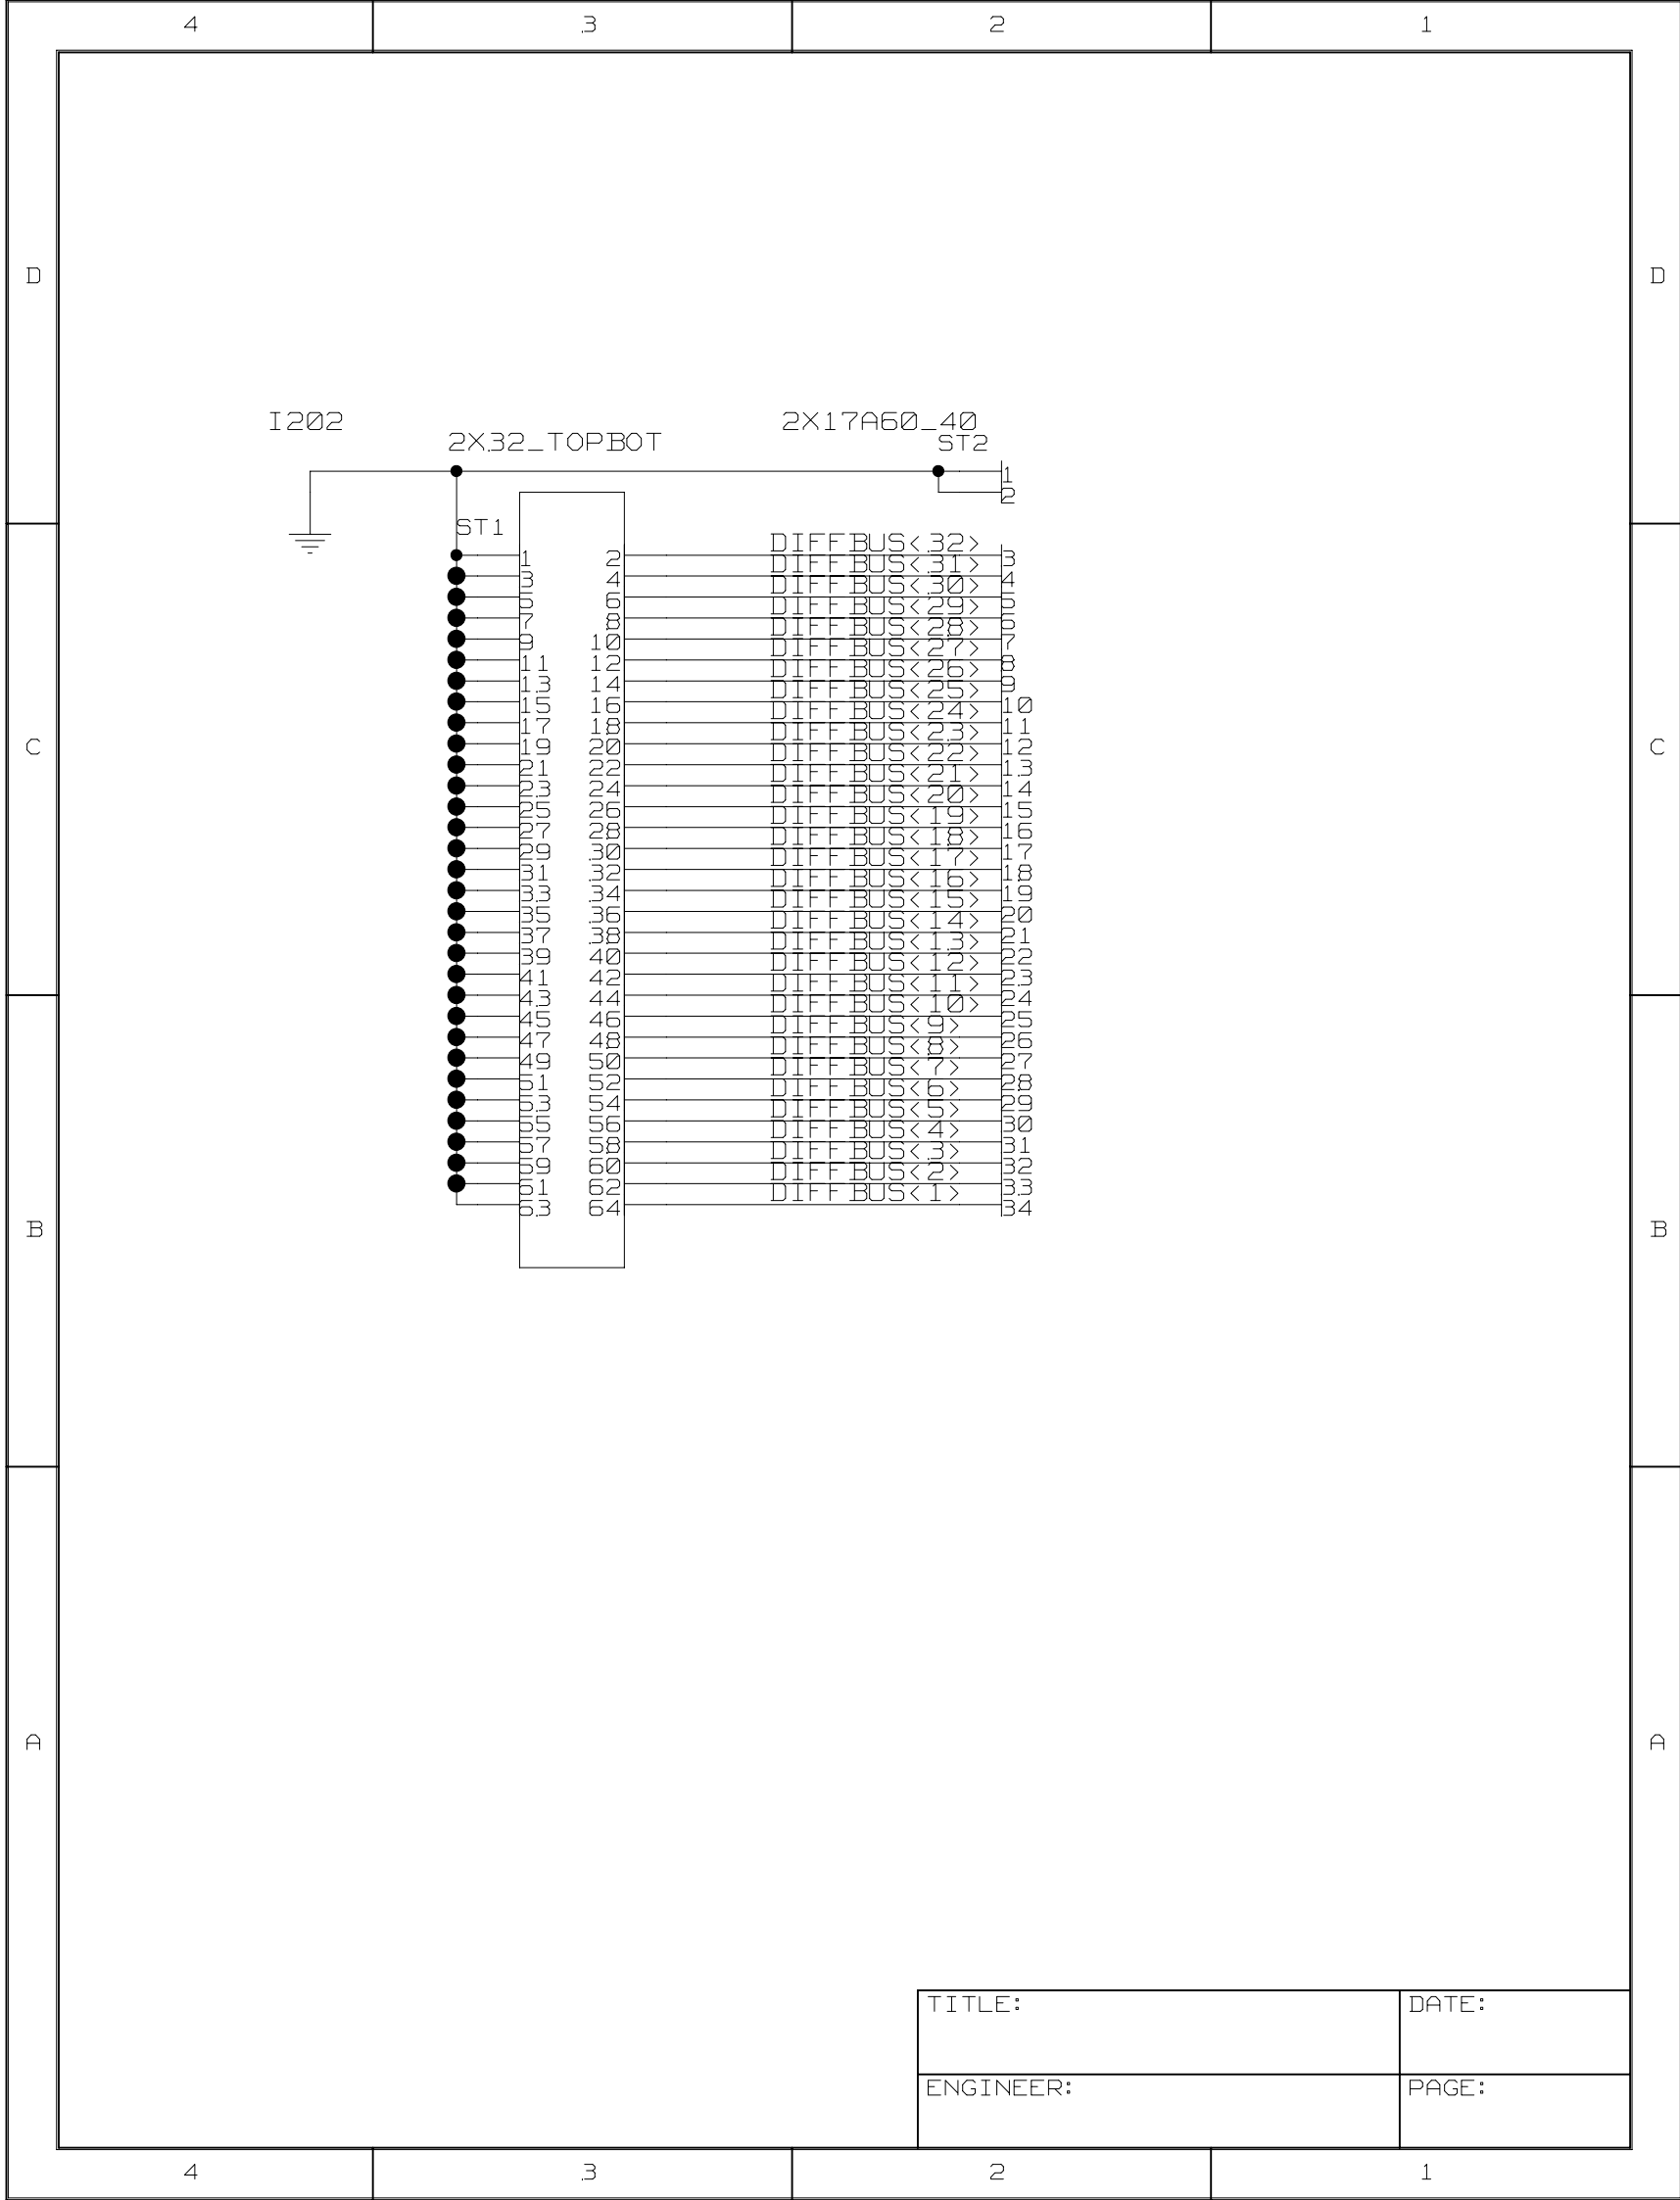 4 3 2 1
D D
I202 2X17A60_40
2X32_TOPBOT ST2
1
2
ST1
DIFFBUS<32>
1 2 3
DIFFBUS<31>
3 4 4
DIFFBUS<30>
5 6 5
DIFFBUS<29>
7 8 6
DIFFBUS<28>
9 10 7
DIFFBUS<27>
11 12 8
DIFFBUS<26>
13 14 9
DIFFBUS<25>
15 16 10
DIFFBUS<24>
17 18 11
DIFFBUS<23>
C C
19 20 12
DIFFBUS<22>
21 22 13
DIFFBUS<21>
23 24 14
DIFFBUS<20>
25 26 15
DIFFBUS<19>
27 28 16
DIFFBUS<18>
29 30 17
DIFFBUS<17>
31 32 18
DIFFBUS<16>
33 34 19
DIFFBUS<15>
35 36 20
DIFFBUS<14>
37 38 21
DIFFBUS<13>
39 40 22
DIFFBUS<12>
41 42 23
DIFFBUS<11>
43 44 24
DIFFBUS<10>
45 46 25
DIFFBUS<9>
47 48 26
DIFFBUS<8>
49 50 27
DIFFBUS<7>
51 52 28
DIFFBUS<6>
53 54 29
DIFFBUS<5>
55 56 30
DIFFBUS<4>
57 58 31
DIFFBUS<3>
59 60 32
DIFFBUS<2>
61 62 33
DIFFBUS<1>
63 64 34
B B
A A
TITLE: DATE:
ENGINEER: PAGE:
4 3 2 1